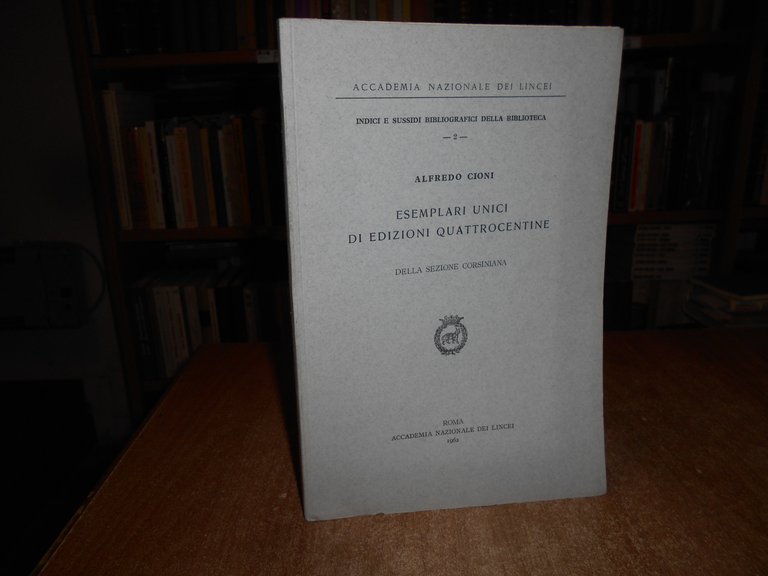 ACCADEMIA NAZIONALE DEI LINCEI
INDICI E SUSSIDI BIBLIOGRAFICI DELLA BIBLIOTECA
— 2 —
ALFREDO CIONI
ESEMPLARI UNICI
DI EDIZIONI QUATTROCENTINE
DELLA SEZIONE CORSINIANA
ROMA
ACCADEMIA NAZIONALE DEI LINCEI
1962